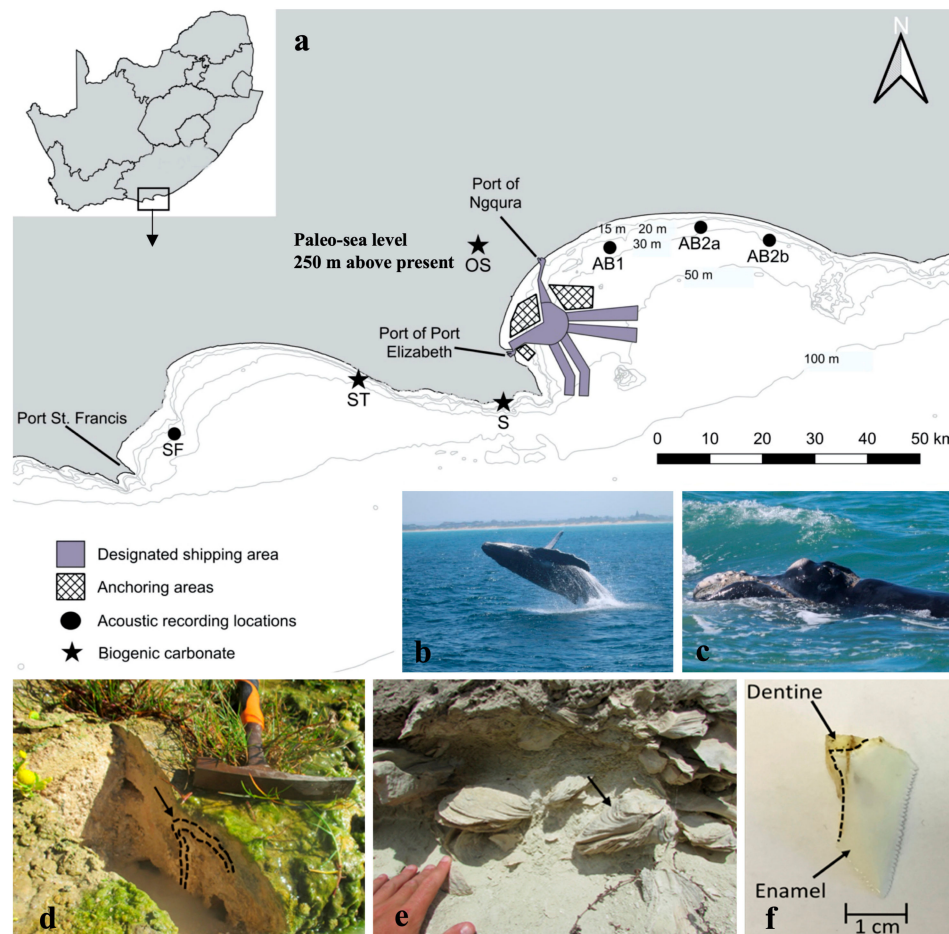 a
N
Port of
Ngqura
Paleo-sea level
250 m above present
OS
15 m
20 m
30 m
AB1
AB2a
AB2b
50 m
Port of Port
Elizabeth
100 m
ST
S
Port St. Francis
SF
0 10 20 30 40 50 km
Designated shipping area
Anchoring areas
Acoustic recording locations
Biogenic carbonate
b
c
d
e
Dentine
Enamel
f
1 cm